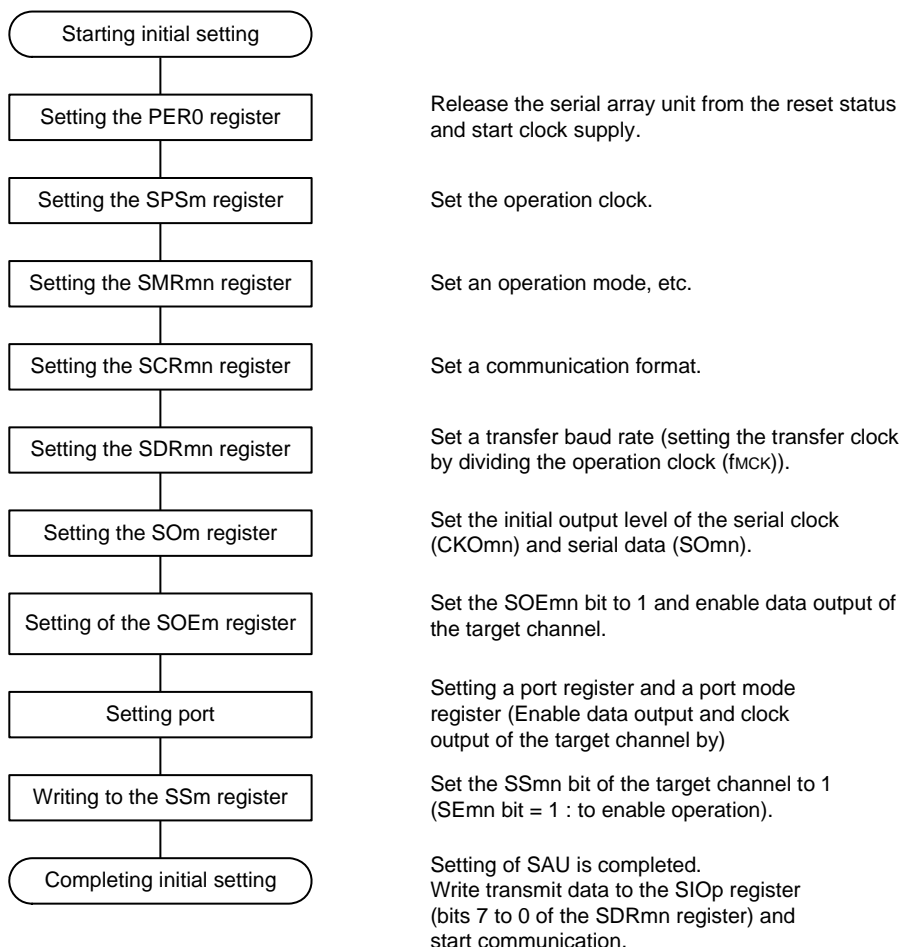 Starting initial setting
Setting the PER0 register
Release the serial array unit from the reset status
and start clock supply.
Setting the SPSm register
Set the operation clock.
Setting the SMRmn register
Set an operation mode, etc.
Setting the SCRmn register
Set a communication format.
Setting the SDRmn register
Set a transfer baud rate (setting the transfer clock
by dividing the operation clock (fMCK)).
Setting the SOm register
Set the initial output level of the serial clock
(CKOmn) and serial data (SOmn).
Setting of the SOEm register
Set the SOEmn bit to 1 and enable data output of
the target channel.
Setting port
Setting a port register and a port mode
register (Enable data output and clock
output of the target channel by)
Writing to the SSm register
Set the SSmn bit of the target channel to 1
(SEmn bit = 1 : to enable operation).
Completing initial setting
Setting of SAU is completed.
Write transmit data to the SIOp register
(bits 7 to 0 of the SDRmn register) and
start communication.